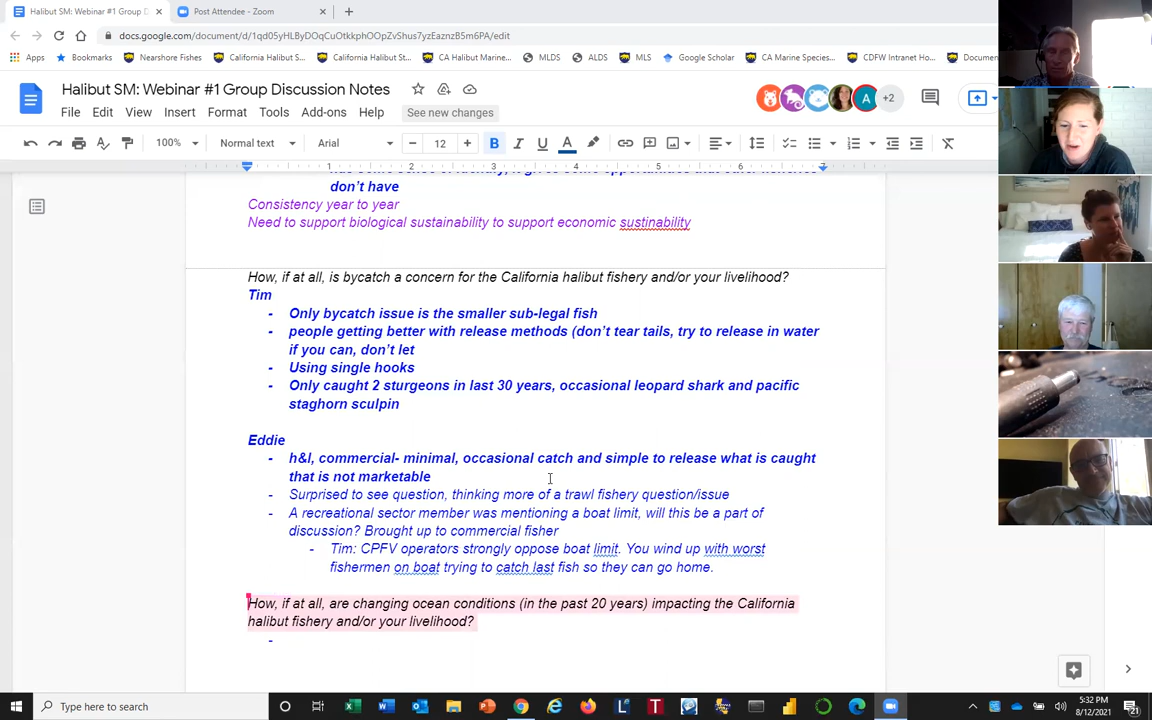 Halibut SM: Webinar #1 Group D
Post Attendee - Zoom
docs.google.com/document/d/1qd05yHLByDOqCuOtkkphOOpZvShus7yzEaznzB5m6PA/edit
Apps
Bookmarks
Nearshore Fishes
California Halibut S...
California Halibut St...
CA Halibut Marine...
MLDS
ALDS
MLS
Google Scholar
CA Marine Species...
CDFW Intranet Ho...
Document
Halibut SM: Webinar #1 Group Discussion Notes
A
+2
File Edit View Insert Format Tools Add-ons Help
See new changes
100%
Normal text
Arial
12
B I U A
1 2 3 4 5 6 7
don't have
Consistency year to year
Need to support biological sustainability to support economic sustinability
How, if at all, is bycatch a concern for the California halibut fishery and/or your livelihood?
Tim
- Only bycatch issue is the smaller sub-legal fish
- people getting better with release methods (don't tear tails, try to release in water
if you can, don't let
- Using single hooks
- Only caught 2 sturgeons in last 30 years, occasional leopard shark and pacific
staghorn sculpin
Eddie
- h&l, commercial- minimal, occasional catch and simple to release what is caught
that is not marketable
- Surprised to see question, thinking more of a trawl fishery question/issue
- A recreational sector member was mentioning a boat limit, will this be a part of
discussion? Brought up to commercial fisher
- Tim: CPFV operators strongly oppose boat limit. You wind up with worst
fishermen on boat trying to catch last fish so they can go home.
How, if at all, are changing ocean conditions (in the past 20 years) impacting the California
halibut fishery and/or your livelihood?
-
Type here to search
5:32 PM
8/12/2021
21